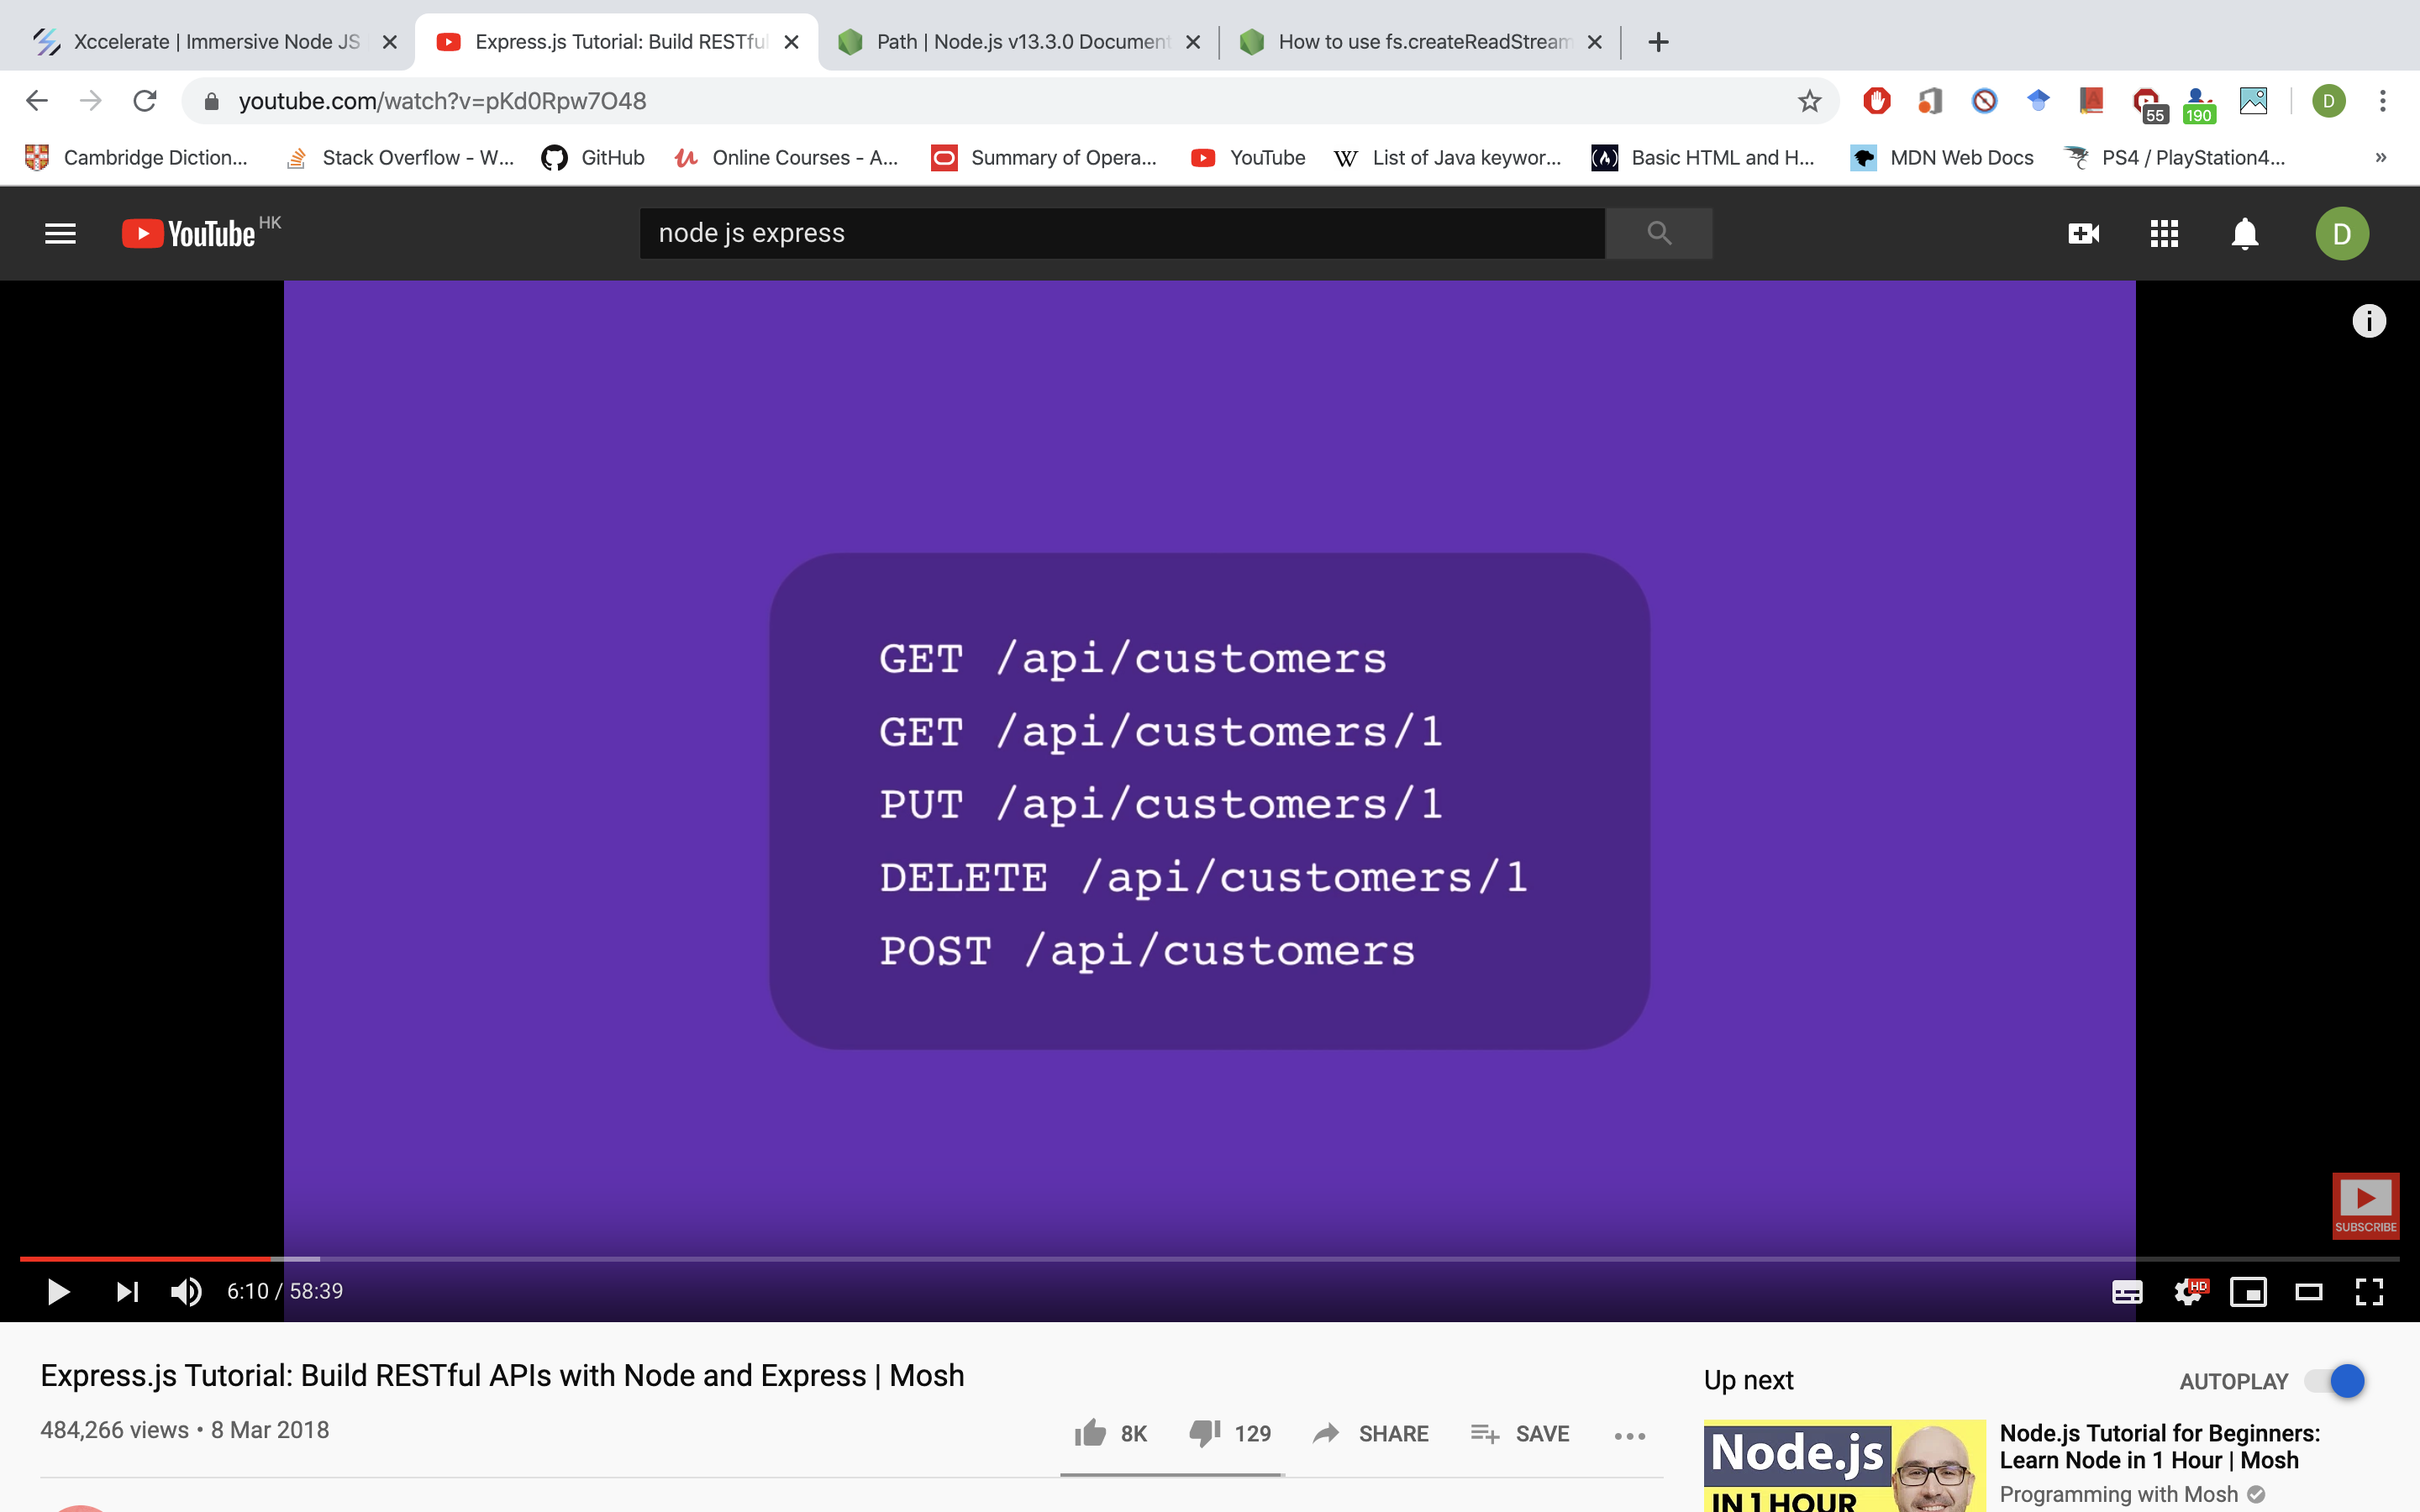 Xccelerate | Immersive Node JS
Express.js Tutorial: Build RESTful
Path | Node.js v13.3.0 Document
How to use fs.createReadStream
youtube.com/watch?v=pKd0Rpw7O48
55
190
D
Cambridge Diction...
Stack Overflow - W...
GitHub
Online Courses - A...
Summary of Opera...
YouTube
W
List of Java keywor...
Basic HTML and H...
MDN Web Docs
PS4 / PlayStation4...
»
YouTube HK
node js express
D
GET /api/customers
GET /api/customers/1
PUT /api/customers/1
DELETE /api/customers/1
POST /api/customers
SUBSCRIBE
6:10 / 58:39
HD
Express.js Tutorial: Build RESTful APIs with Node and Express | Mosh
484,266 views • 8 Mar 2018
8K
129
SHARE
SAVE
Up next
AUTOPLAY
Node.js
IN 1 HOUR
Node.js Tutorial for Beginners:
Learn Node in 1 Hour | Mosh
Programming with Mosh